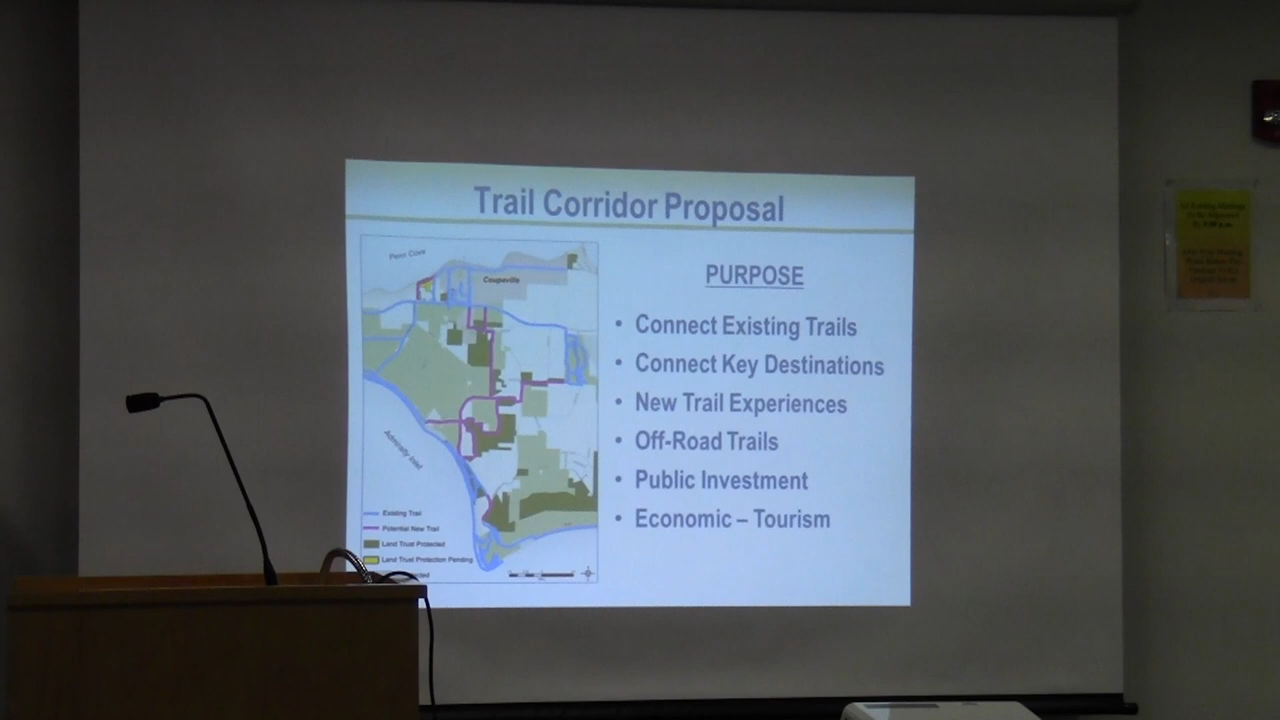 Trail Corridor Proposal
Penn Cove
Coupeville
Admiralty Inlet
Existing Trail
Potential New Trail
Land Trust Protected
Land Trust Protection Pending
PURPOSE
• Connect Existing Trails
• Connect Key Destinations
• New Trail Experiences
• Off-Road Trails
• Public Investment
• Economic – Tourism